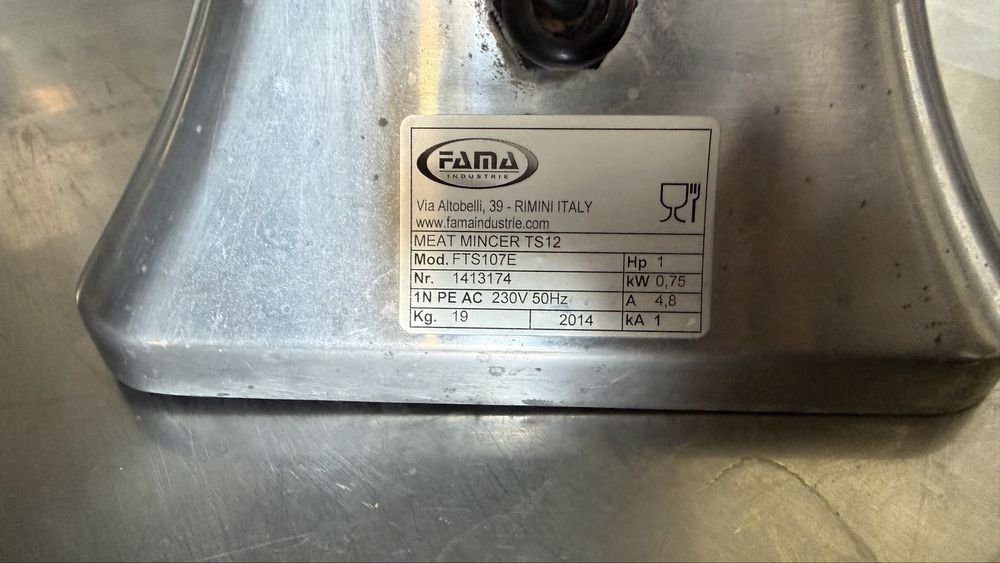 FAMA
INDUSTRIE
Via Altobelli, 39 - RIMINI ITALY
www.famaindustrie.com
MEAT MINCER TS12
Mod. FTS107E Hp 1
Nr. 1413174 kW 0,75
1N PE AC 230V 50Hz A 4,8
Kg. 19 2014 kA 1